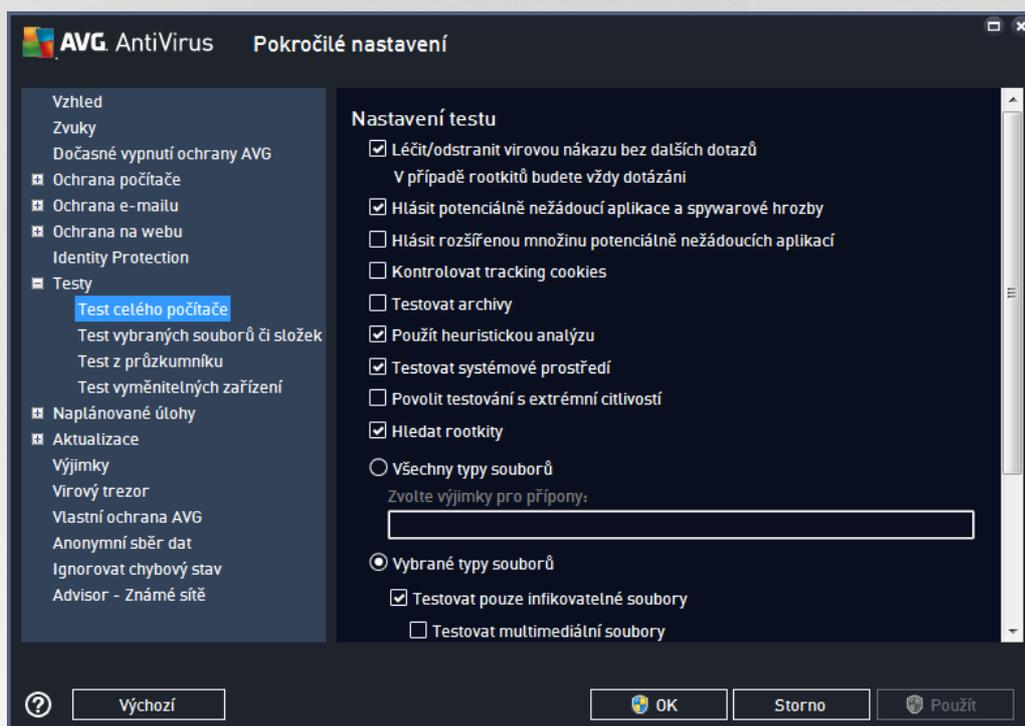 AVG. AntiVirus Pokročilé nastavení
Vzhled
Zvuky
Dočasné vypnutí ochrany AVG
Ochrana počítače
Ochrana e-mailu
Ochrana na webu
Identity Protection
Testy
Test celého počítače
Test vybraných souborů či složek
Test z průzkumníku
Test vyměnitelných zařízení
Naplánované úlohy
Aktualizace
Výjimky
Virový trezor
Vlastní ochrana AVG
Anonymní sběr dat
Ignorovat chybový stav
Advisor - Známé sítě
Nastavení testu
Léčit/odstranit virovou nákazu bez dalších dotazů
V případě rootkitů budete vždy dotázáni
Hlásit potenciálně nežádoucí aplikace a spywarové hrozby
Hlásit rozšířenou množinu potenciálně nežádoucích aplikací
Kontrolovat tracking cookies
Testovat archivy
Použít heuristickou analýzu
Testovat systémové prostředí
Povolit testování s extrémní citlivostí
Hledat rootkity
Všechny typy souborů
Zvolte výjimky pro přípony:
Vybrané typy souborů
Testovat pouze infikovatelné soubory
Testovat multimediální soubory
? Výchozí OK Storno Použít